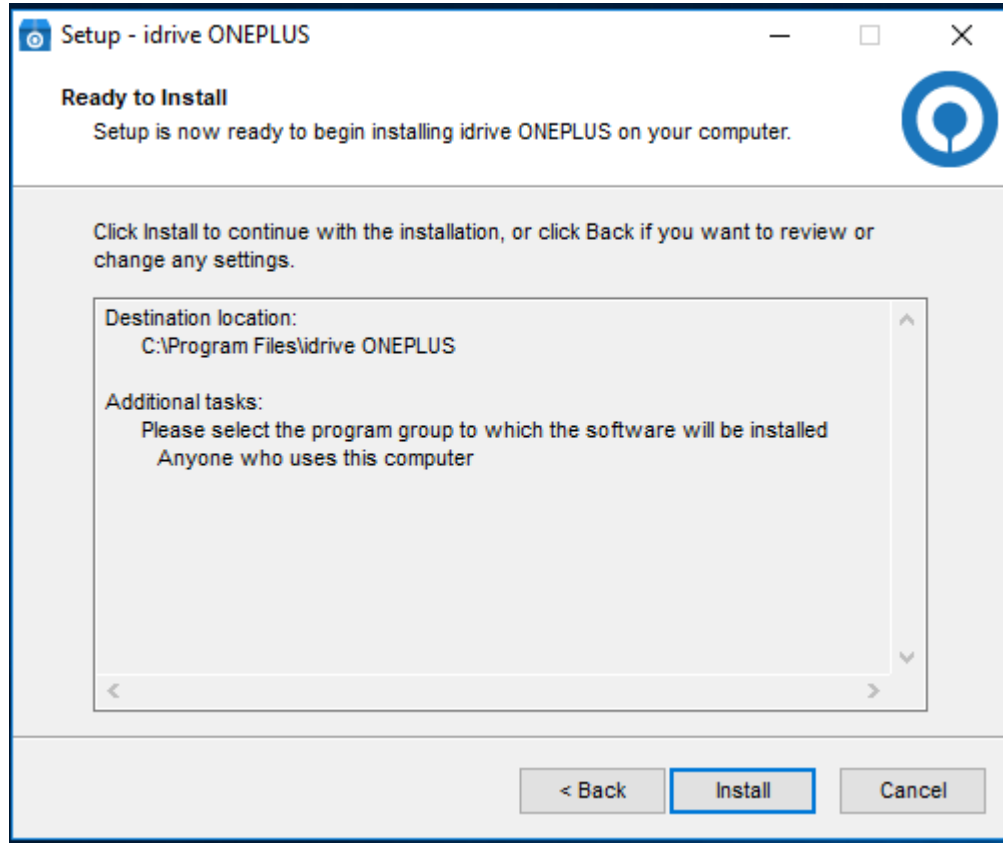 Setup - idrive ONEPLUS
Ready to Install
Setup is now ready to begin installing idrive ONEPLUS on your computer.
Click Install to continue with the installation, or click Back if you want to review or
change any settings.
Destination location:
C:\Program Files\idrive ONEPLUS
Additional tasks:
Please select the program group to which the software will be installed
Anyone who uses this computer
< Back
Install
Cancel